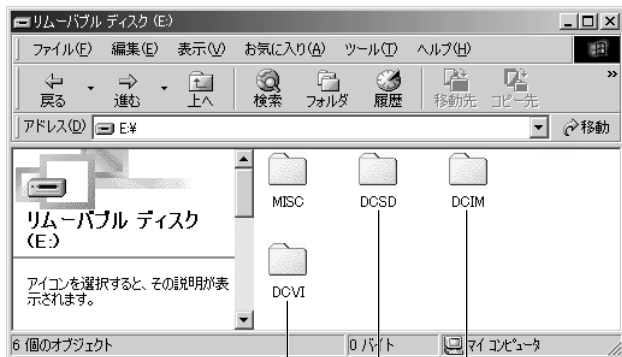 リムーバブル ディスク (E:)
ファイル(F) 編集(E) 表示(V) お気に入り(A) ツール(T) ヘルプ(H)
戻る 進む 上へ 検索 フォルダ 履歴 移動先 コピー先 »
アドレス(D) E:¥ 移動
リムーバブル ディスク
(E:)
アイコンを選択すると、その説明が表
示されます。
MISC DCSD DCIM
DCVI
6 個のオブジェクト 0 バイト マイ コンピュータ